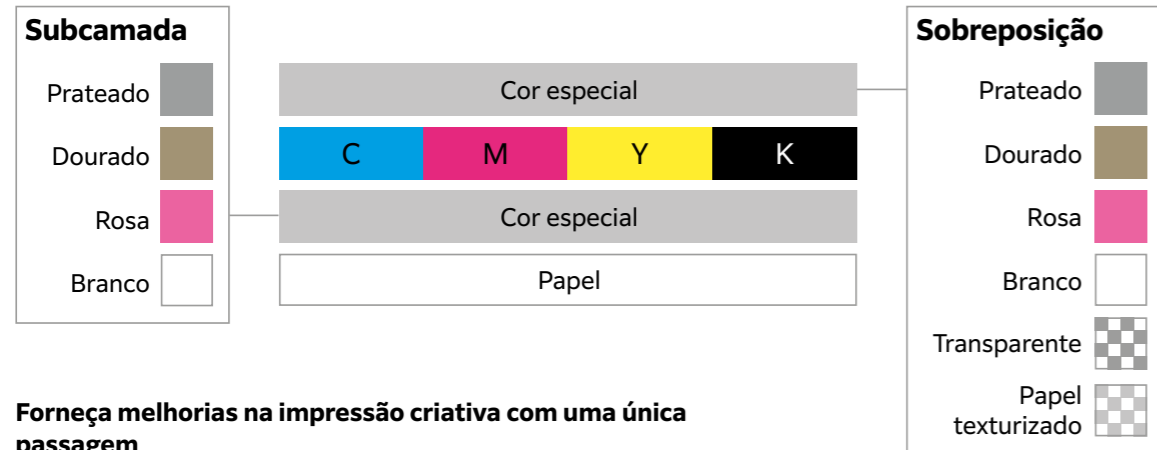 Subcamada
Prateado
Dourado
Rosa
Branco
Cor especial
C M Y K
Cor especial
Papel
Sobreposição
Prateado
Dourado
Rosa
Branco
Transparente
Papel
texturizado
Forneça melhorias na impressão criativa com uma única
passagem